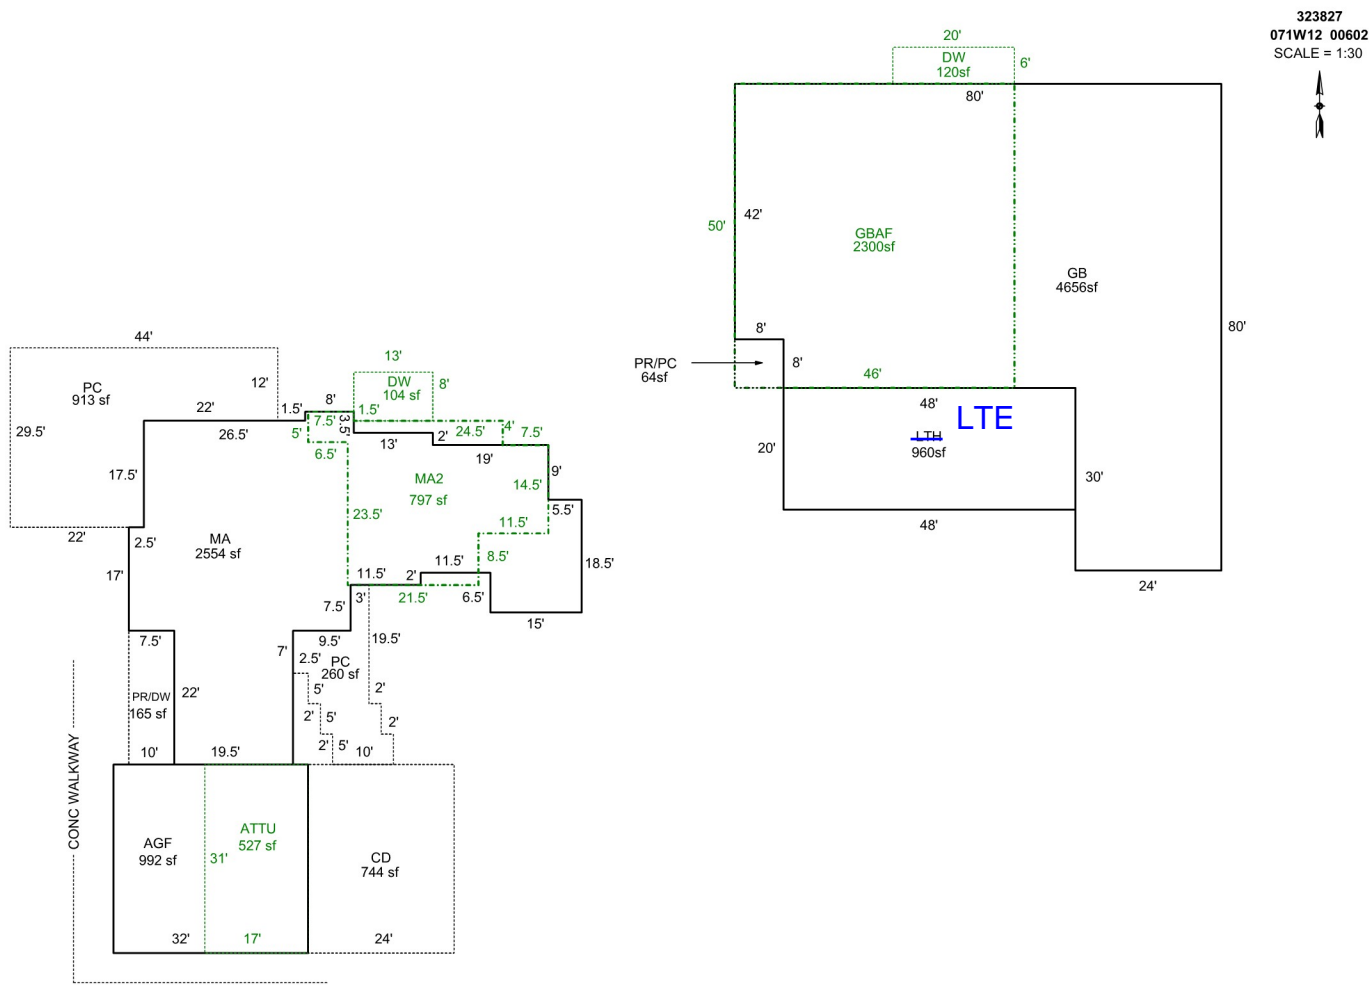 323827
071W12 00602
SCALE = 1:30
20'
DW
120sf
6'
80'
50'
42'
GBAF
2300sf
GB
4656sf
80'
8'
PR/PC
64sf
8'
46'
48'
LTH
LTE
960sf
20'
30'
48'
24'
44'
PC
913 sf
12'
29.5'
22'
26.5'
1.5'
8'
7.5'
5'
6.5'
3.5'
13'
DW
104 sf
8'
1.5'
24.5'
4'
7.5'
13'
2'
19'
9'
14.5'
MA2
797 sf
5.5'
17.5'
23.5'
11.5'
22'
2.5'
MA
2554 sf
8.5'
18.5'
17'
11.5'
11.5'
2'
21.5'
6.5'
3'
7.5'
15'
7.5'
9.5'
19.5'
7'
2.5'
PC
260 sf
5'
2'
5'
2'
5'
2'
2'
10'
PR/DW
165 sf
22'
10'
19.5'
CONC WALKWAY
AGF
992 sf
ATTU
527 sf
31'
CD
744 sf
32'
17'
24'